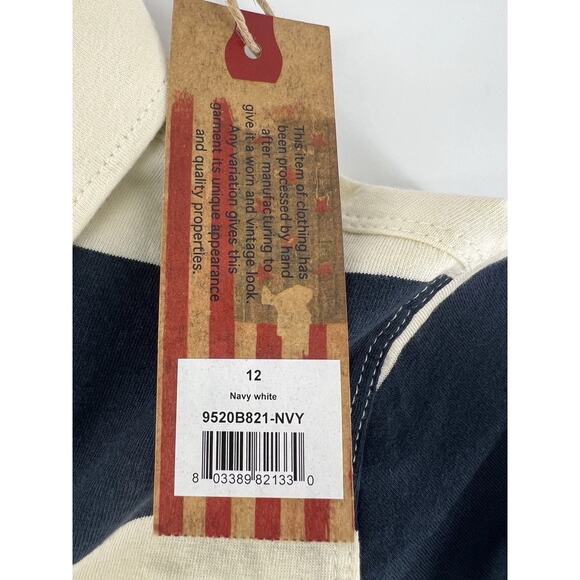 This item of clothing has
been processed by hand
after manufacturing to
give it a worn and vintage look.
Any variation gives this
garment its unique appearance
and quality properties.
12
Navy white
9520B821-NVY
8 03389 82133 0